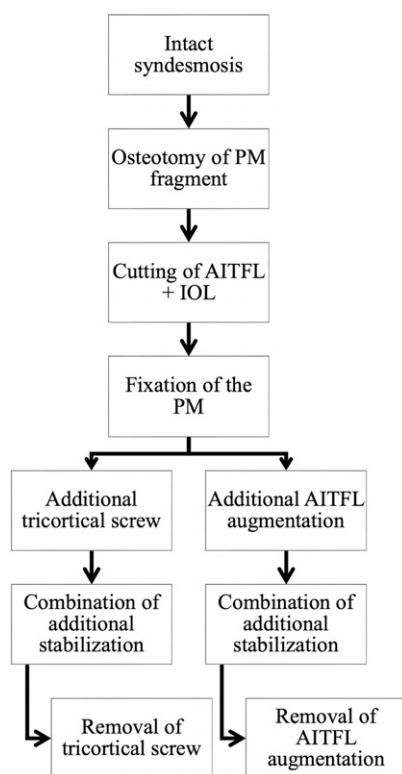 Intact
syndesmosis
Osteotomy of PM
fragment
Cutting of AITFL
+ IOL
Fixation of the
PM
Additional
tricortical screw
Additional AITFL
augmentation
Combination of
additional
stabilization
Combination of
additional
stabilization
Removal of
tricortical screw
Removal of
AITFL
augmentation